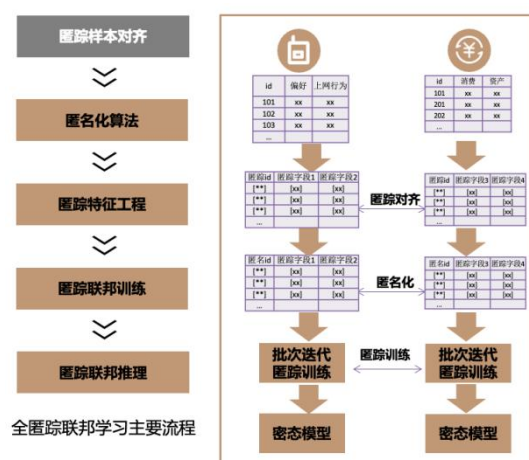 匿踪样本对齐
匿名化算法
匿踪特征工程
匿踪联邦训练
匿踪联邦推理
全匿踪联邦学习主要流程
¥
id 偏好 上网行为
101 xx xx
102 xx xx
103 xx xx
...
id 消费 资产
101 xx xx
201 xx xx
202 xx xx
...
匿踪id 匿踪字段1 匿踪字段2
[**] [xx] [xx]
[**] [xx] [xx]
[**] [xx] [xx]
...
匿踪对齐
匿踪id 匿踪字段3 匿踪字段4
[**] [xx] [xx]
[**] [xx] [xx]
[**] [xx] [xx]
...
匿名id 匿踪字段1 匿踪字段2
[**] [xx] [xx]
[**] [xx] [xx]
[**] [xx] [xx]
...
匿名化
匿名id 匿踪字段3 匿踪字段4
[**] [xx] [xx]
[**] [xx] [xx]
[**] [xx] [xx]
...
批次迭代
匿踪训练
匿踪训练
批次迭代
匿踪训练
密态模型
密态模型